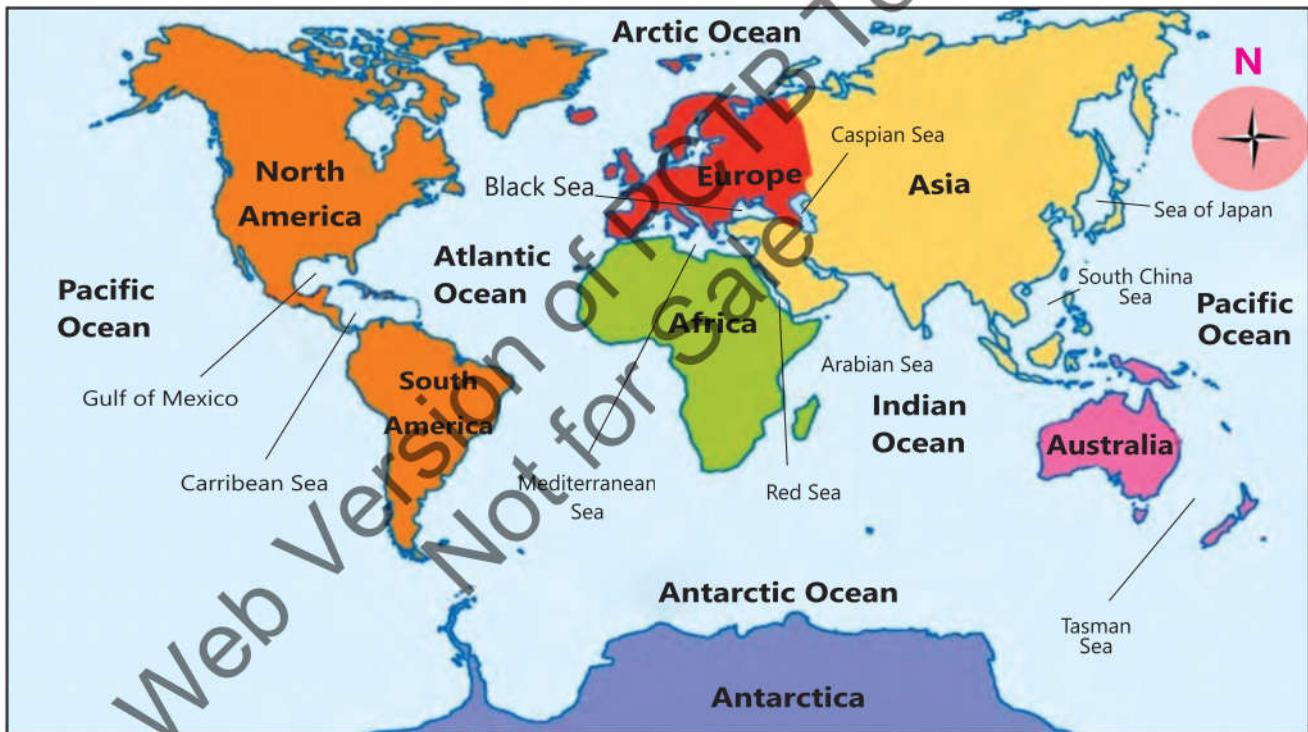 Arctic Ocean
N
Caspian Sea
North
America
Europe
Asia
Black Sea
Sea of Japan
Atlantic
Ocean
South China
Sea
Pacific
Ocean
Pacific
Ocean
Africa
Arabian Sea
Gulf of Mexico
South
America
Indian
Ocean
Australia
Carribean Sea
Mediterranean
Sea
Red Sea
Antarctic Ocean
Tasman
Sea
Antarctica
Web Version of PCTB Te
Not for Sale